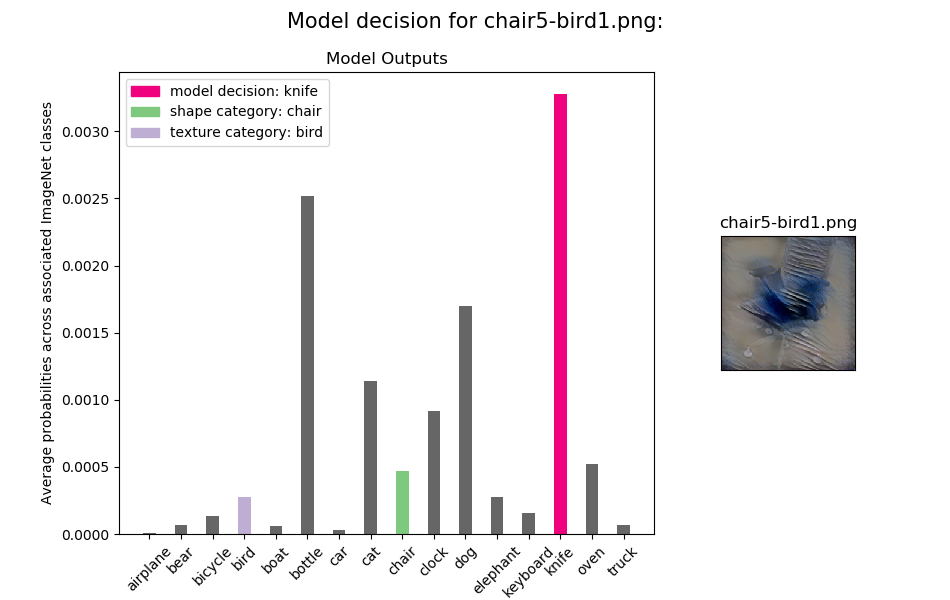 Model decision for chair5-bird1.png:
Model Outputs
model decision: knife
shape category: chair
texture category: bird
Average probabilities across associated ImageNet classes
0.0030
0.0025
0.0020
0.0015
0.0010
0.0005
0.0000
airplane
bear
bicycle
bird
boat
bottle
car
cat
chair
clock
dog
elephant
keyboard
knife
oven
truck
chair5-bird1.png